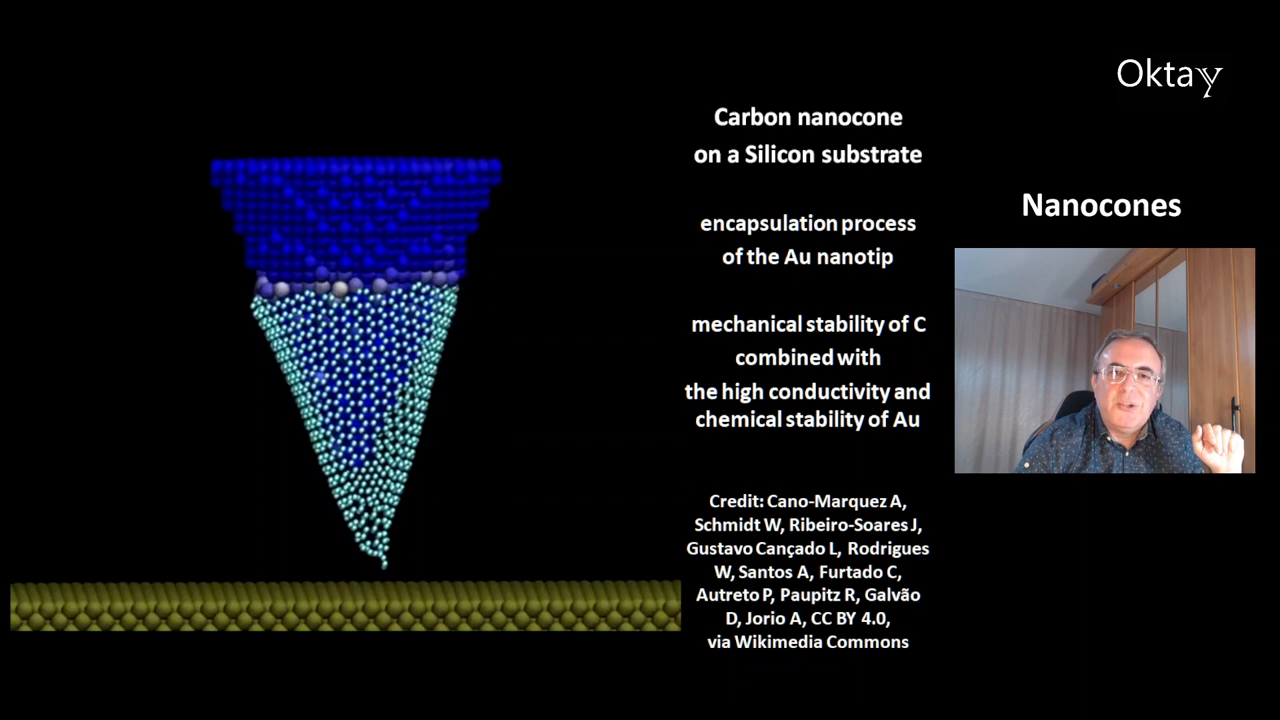 Oktay
Carbon nanocone
on a Silicon substrate
Nanocones
encapsulation process
of the Au nanotip
mechanical stability of C
combined with
the high conductivity and
chemical stability of Au
Credit: Cano-Marquez A,
Schmidt W, Ribeiro-Soares J,
Gustavo Cançado L, Rodrigues
W, Santos A, Furtado C,
Autreto P, Paupitz R, Galvão
D, Jorio A, CC BY 4.0,
via Wikimedia Commons